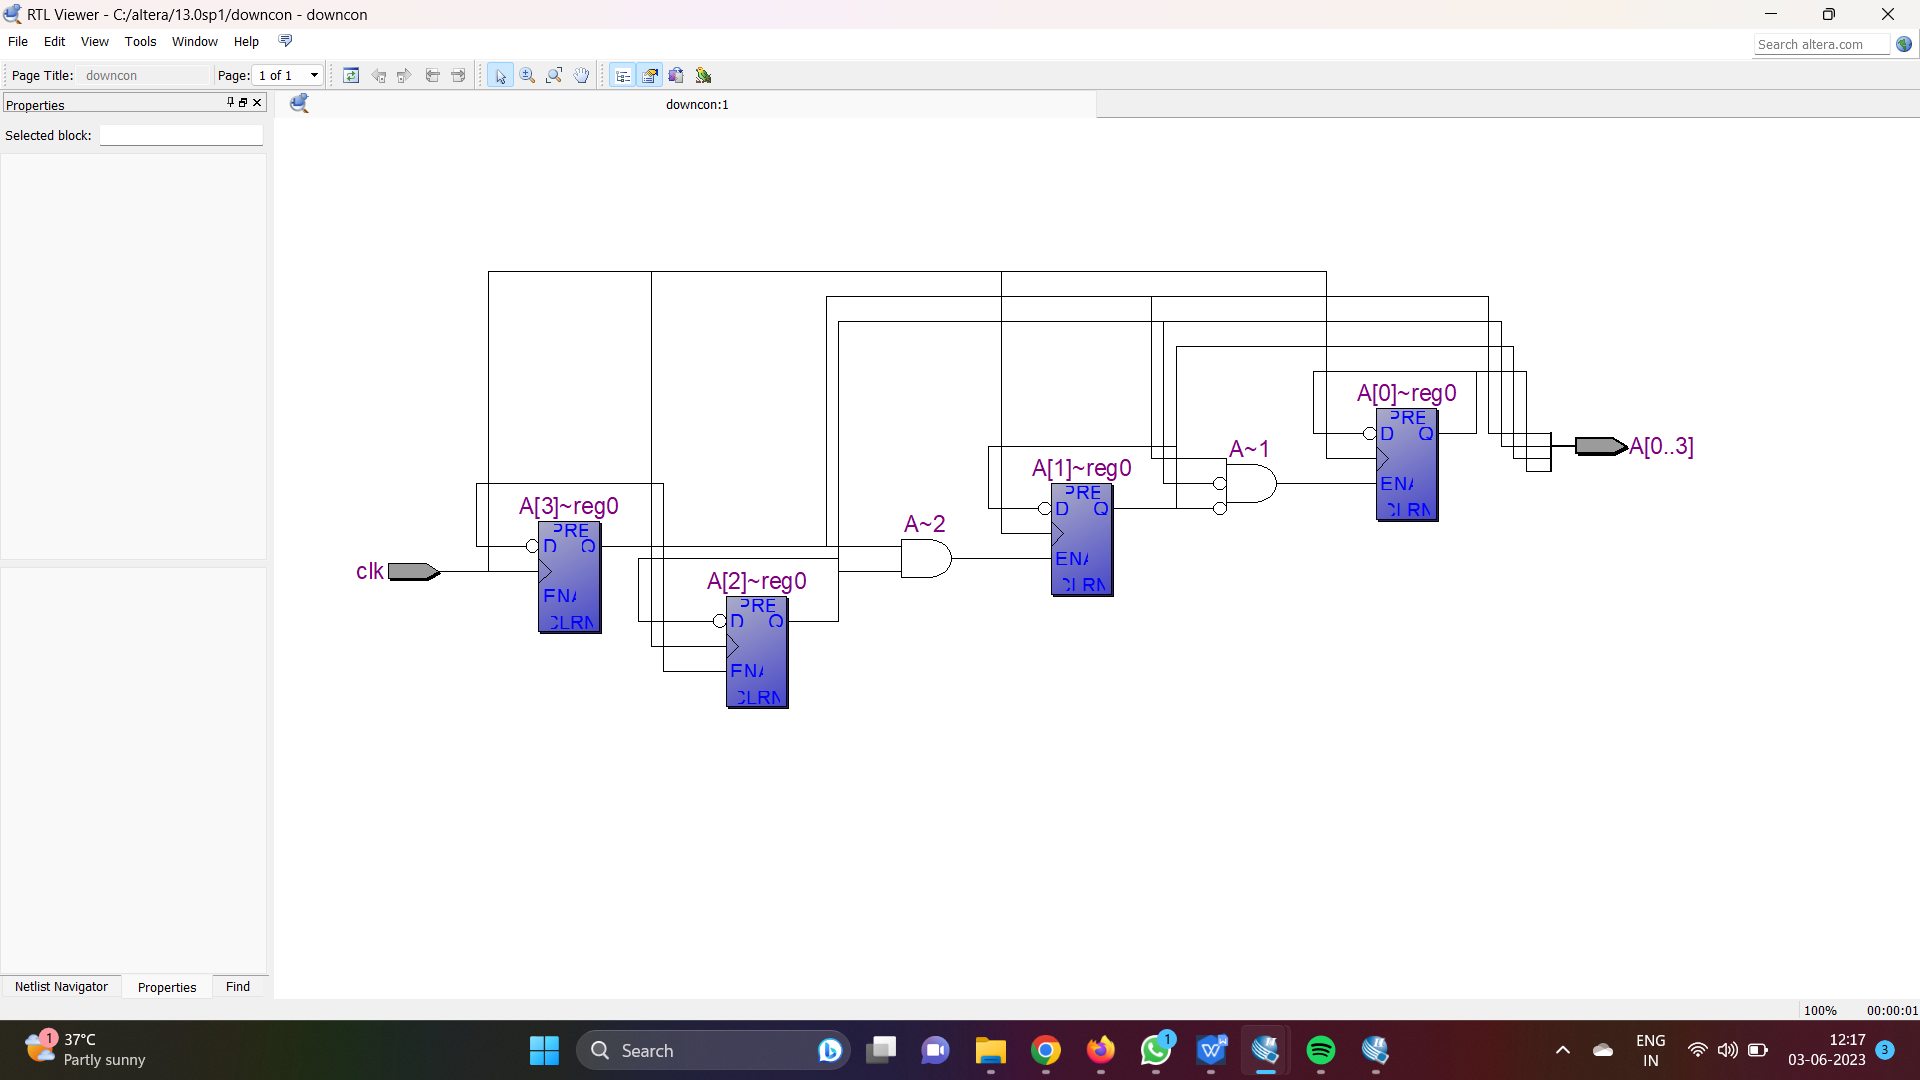 RTL Viewer - C:/altera/13.0sp1/downcon - downcon
File Edit View Tools Window Help
Search altera.com
Page Title: downcon Page: 1 of 1
Properties
downcon:1
Selected block:
A[0]~reg0
PRE
D Q
ENA
CLRN
A[0..3]
A~1
A[1]~reg0
PRE
D Q
ENA
CLRN
A[3]~reg0
PRE
D Q
ENA
CLRN
A~2
clk
A[2]~reg0
PRE
D Q
ENA
CLRN
Netlist Navigator Properties Find
100% 00:00:01
1
37°C
Partly sunny
Search
1
ENG
IN
12:17
03-06-2023
3